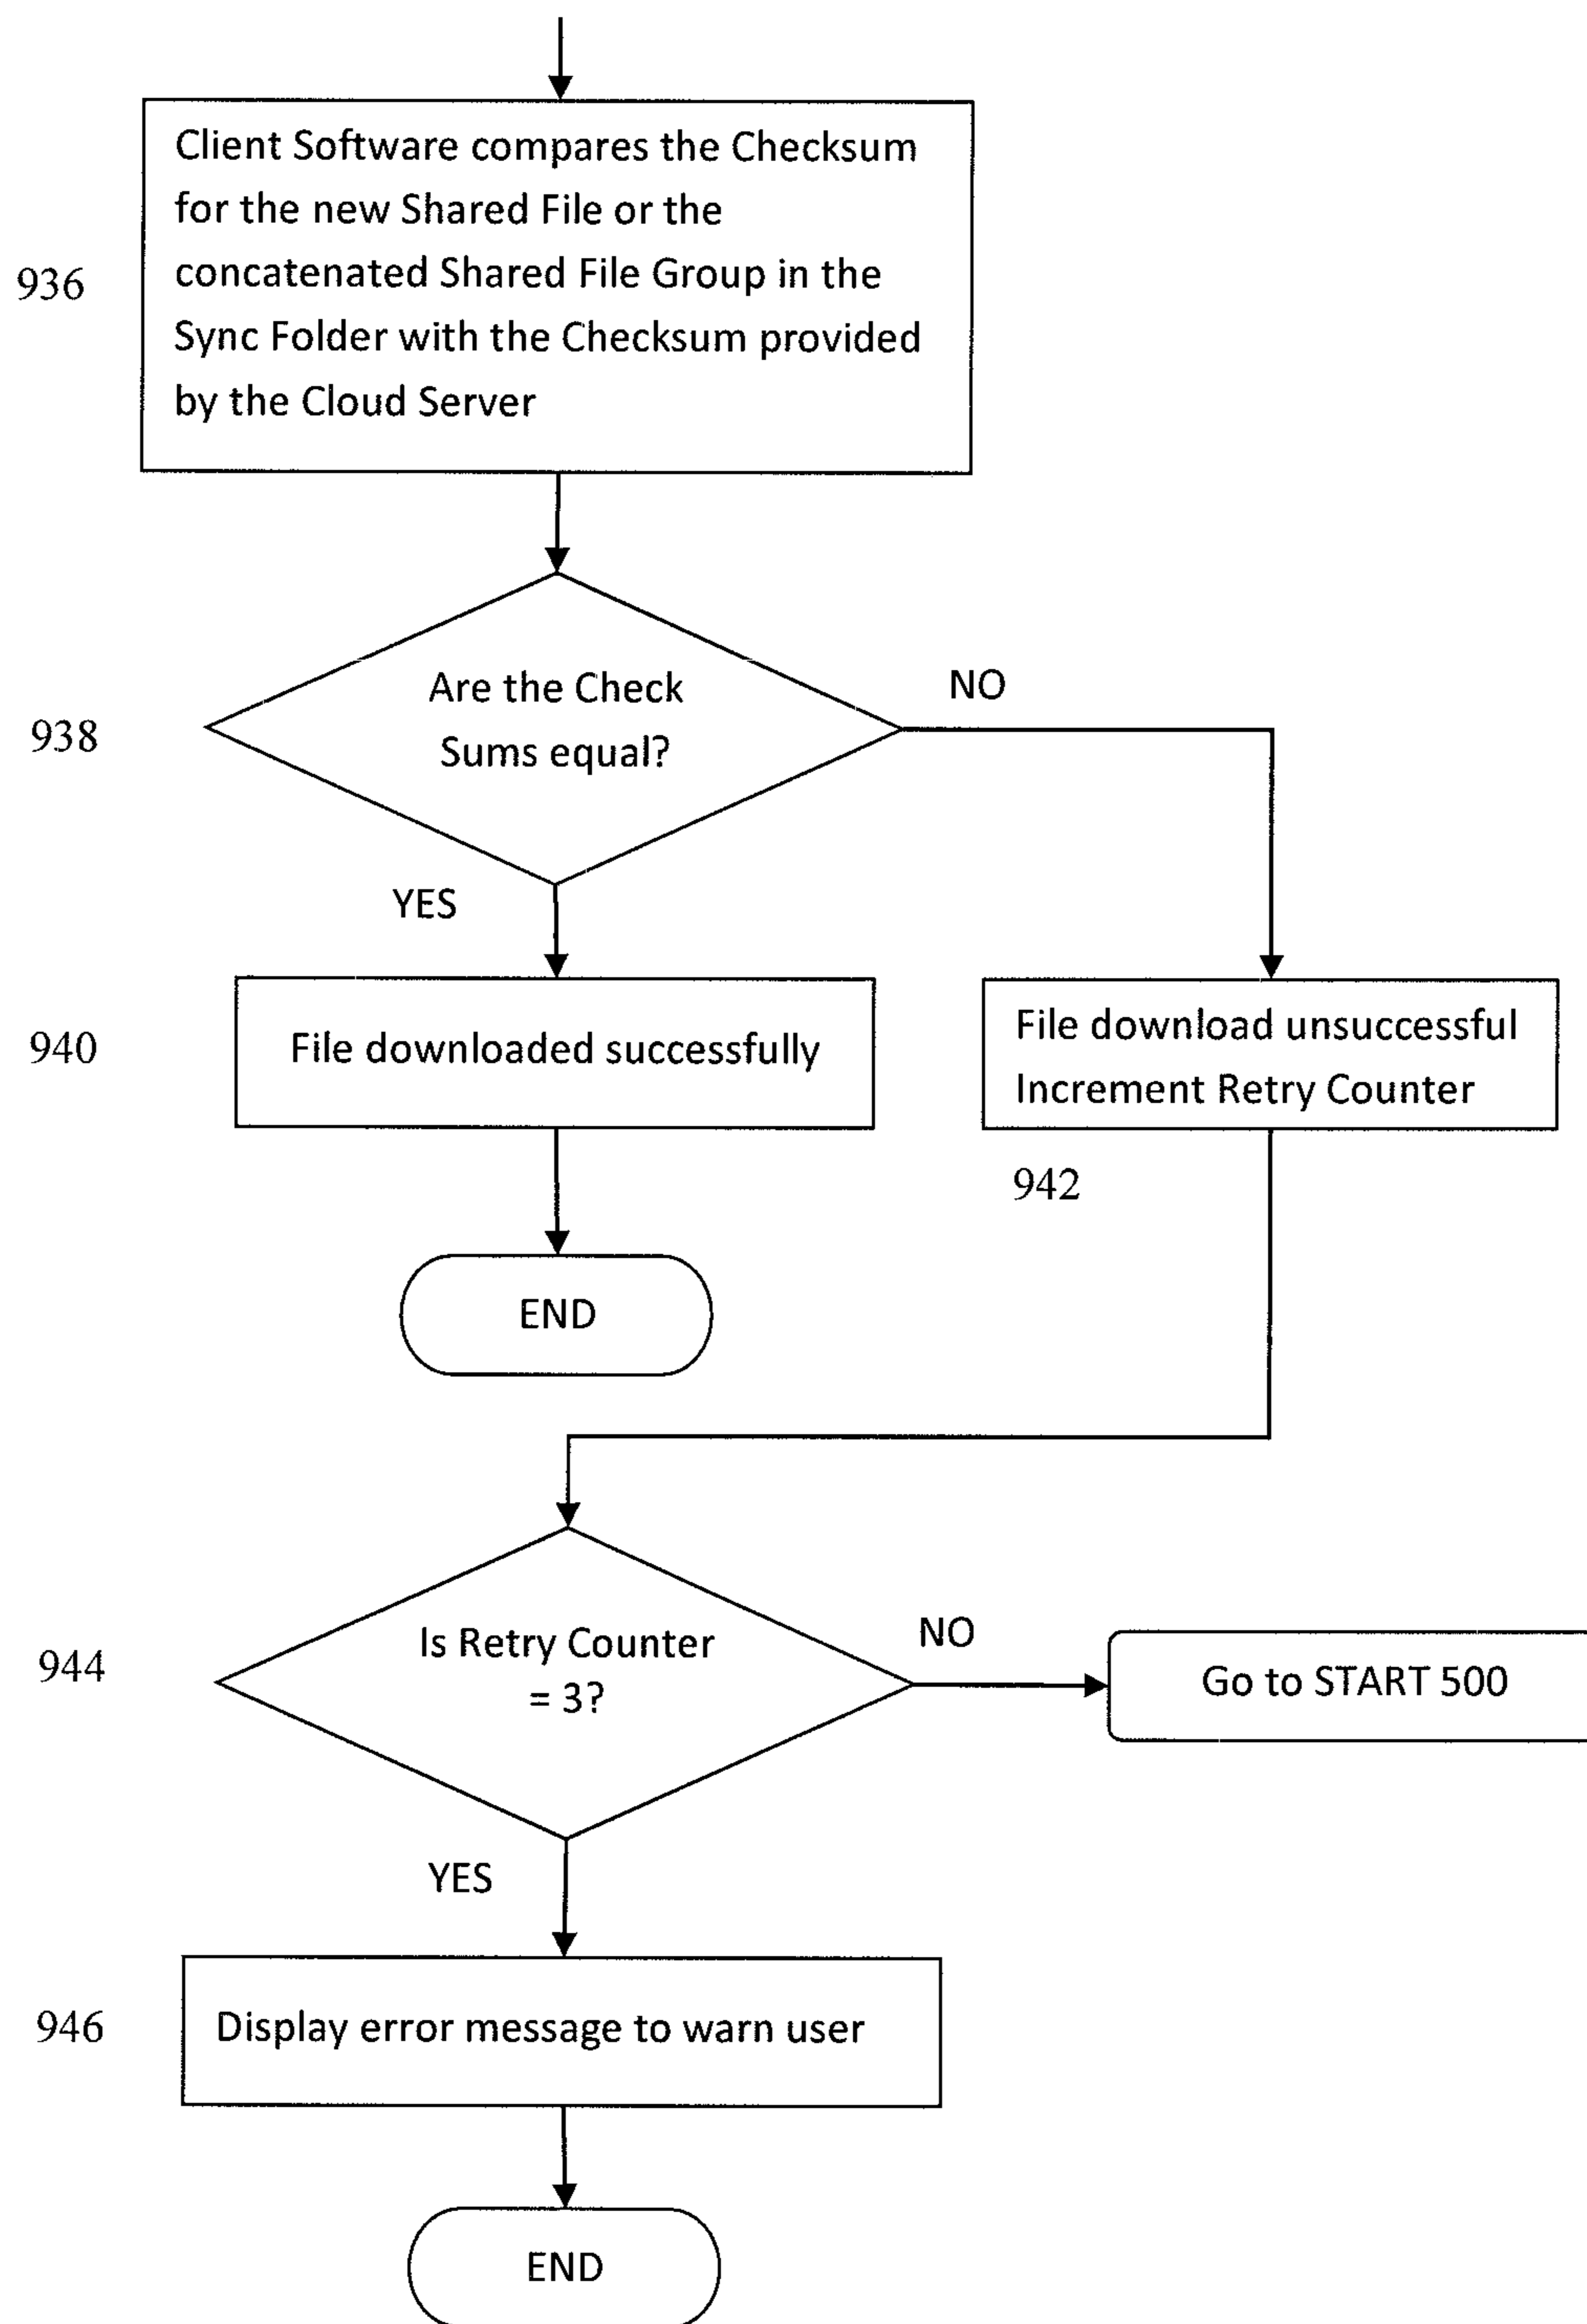 Client Software compares the Checksum
for the new Shared File or the
concatenated Shared File Group in the
Sync Folder with the Checksum provided
by the Cloud Server
936
Are the Check
Sums equal?
938
NO
YES
File downloaded successfully
940
File download unsuccessful
Increment Retry Counter
942
END
Is Retry Counter
= 3?
944
NO
Go to START 500
YES
Display error message to warn user
946
END